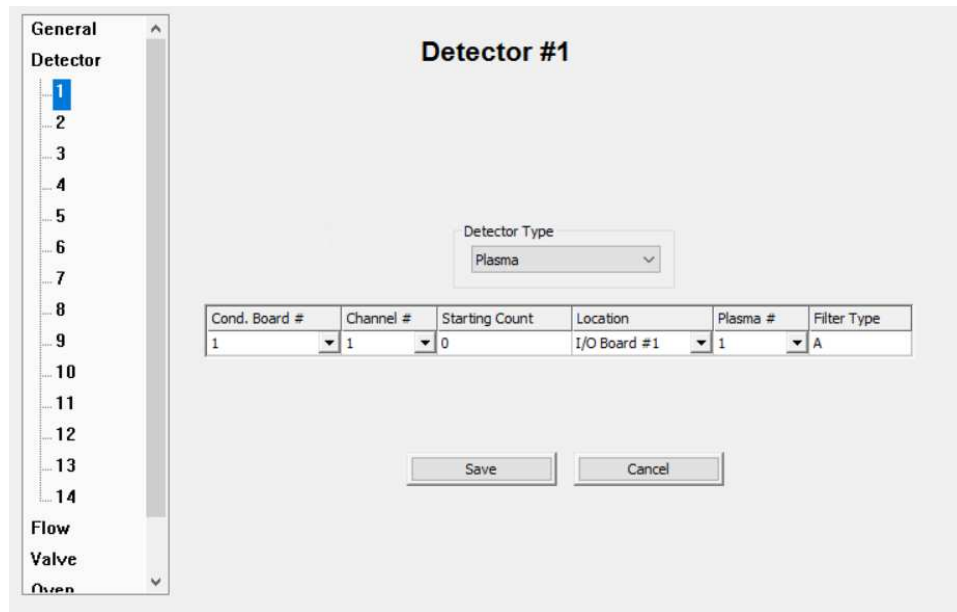 General
Detector
1
2
3
4
5
6
7
8
9
10
11
12
13
14
Flow
Valve
Oven
Detector #1
Detector Type
Plasma
Cond. Board # Channel # Starting Count Location Plasma # Filter Type
1 1 0 I/O Board #1 1 A
Save Cancel